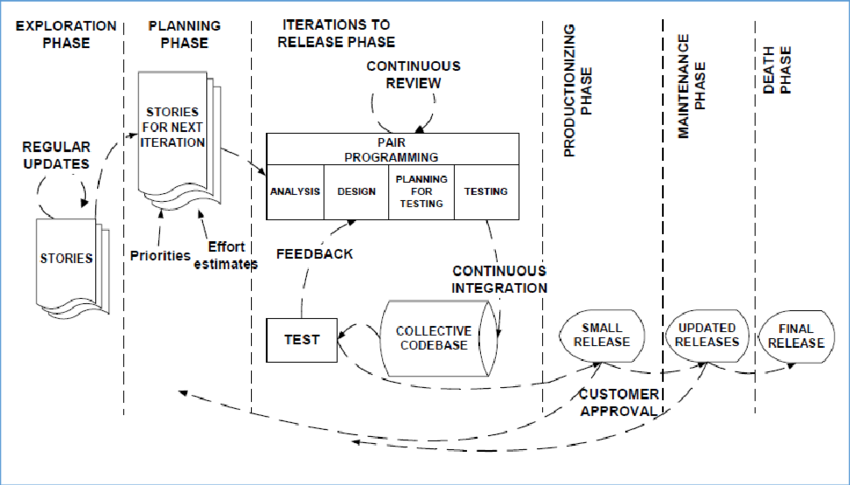 EXPLORATION
PHASE
PLANNING
PHASE
ITERATIONS TO
RELEASE PHASE
PRODUCTIONIZING
PHASE
MAINTENANCE
PHASE
DEATH
PHASE
CONTINUOUS
REVIEW
STORIES
FOR NEXT
ITERATION
REGULAR
UPDATES
PAIR
PROGRAMMING
ANALYSIS
DESIGN
PLANNING
FOR
TESTING
TESTING
STORIES
Priorities
Effort
estimates
FEEDBACK
CONTINUOUS
INTEGRATION
TEST
COLLECTIVE
CODEBASE
SMALL
RELEASE
UPDATED
RELEASES
FINAL
RELEASE
CUSTOMER
APPROVAL